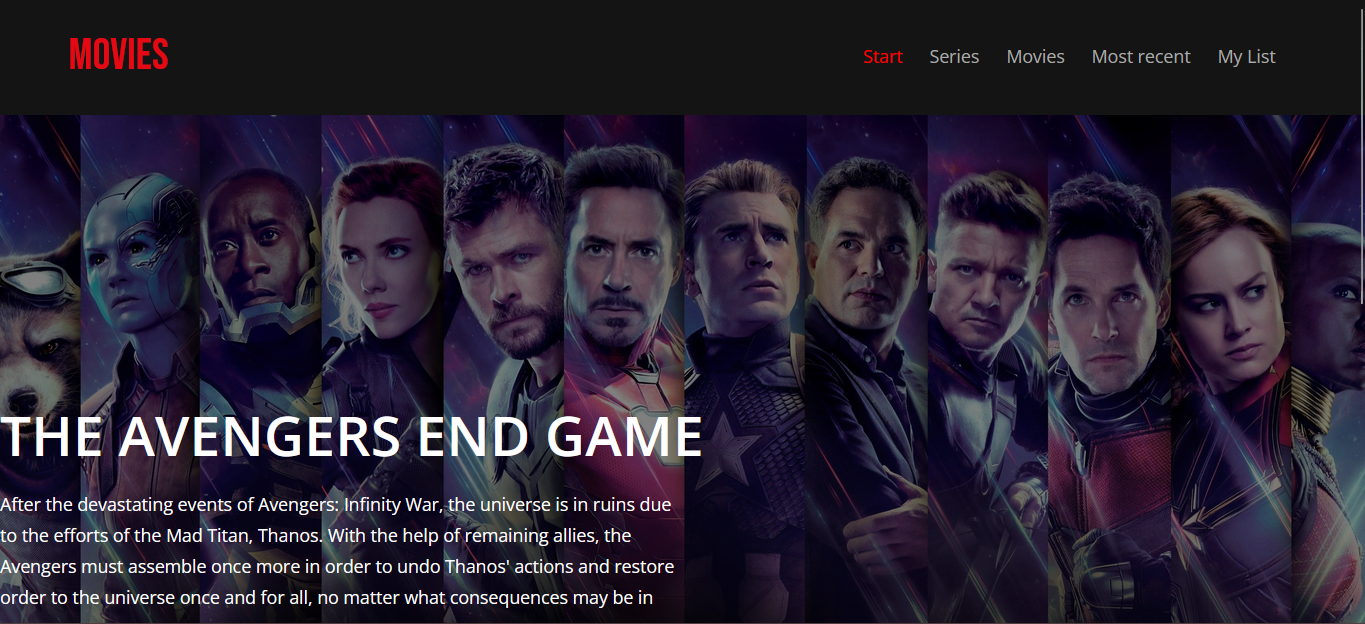 MOVIES
Start Series Movies Most recent My List
THE AVENGERS END GAME
After the devastating events of Avengers: Infinity War, the universe is in ruins due
to the efforts of the Mad Titan, Thanos. With the help of remaining allies, the
Avengers must assemble once more in order to undo Thanos' actions and restore
order to the universe once and for all, no matter what consequences may be in